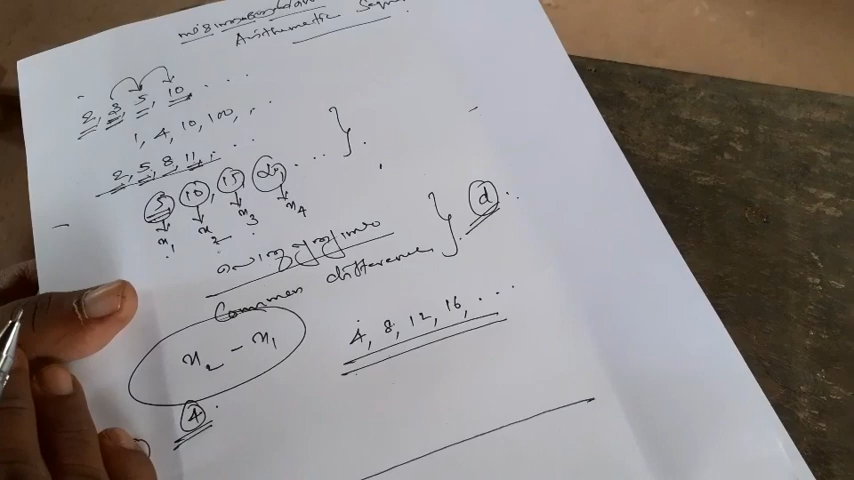 Arithmetic
2, 3, 5, 10, . . .
1, 4, 10, 100, . .
2, 5, 8, 11, . . .
5, 10, 15, 20, . . . }
x₁ x₂ x₃ x₄
പൊതുവ്യത്യാസം
Common difference } d
x₂ − x₁
4, 8, 12, 16, . . .
4